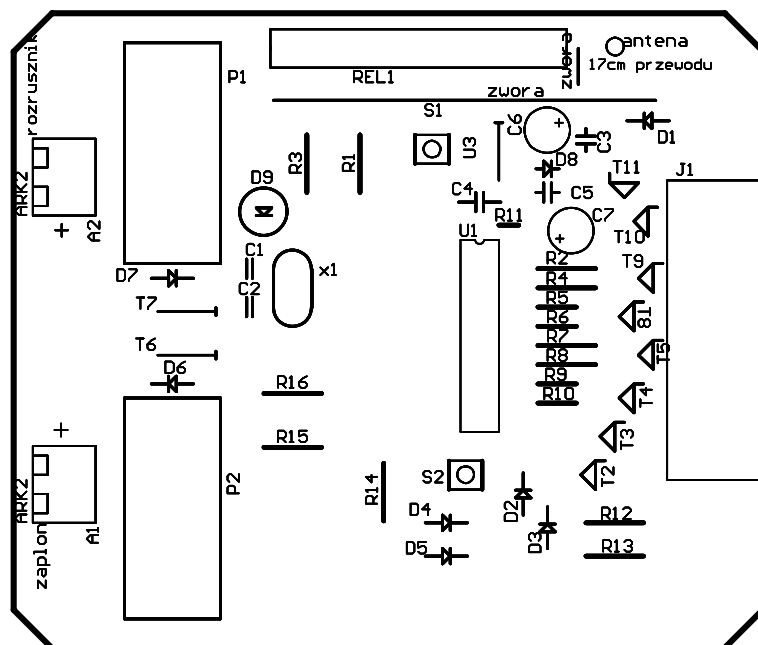 rozrusznik
P1
REL1
zwora
antena
17cm przewodu
zwora
S1
C6
+
C3
D1
U3
R3
R1
D8
T11
J1
ARK2
D9
C4
C5
R11
C7
+
A2
U1
T10
+
D7
C1
x1
R2
T9
C2
R4
T7
R5
T8
R6
T6
R7
T5
D6
R8
R16
R9
R10
T4
+
R15
T3
ARK2
P2
R14
S2
T2
D4
D2
R12
A1
zaplon
D5
D3
R13